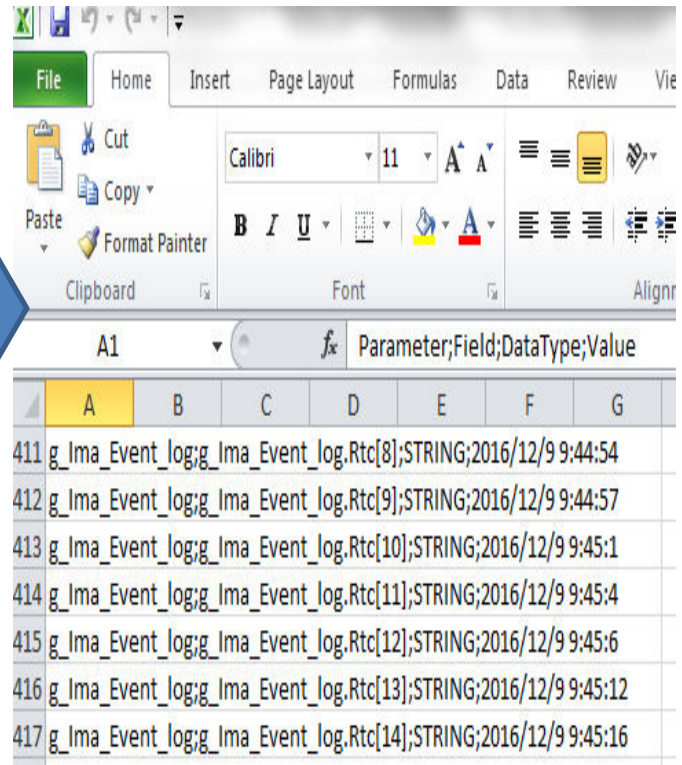 File Home Insert Page Layout Formulas Data Review Vie
Cut
Copy
Format Painter
Paste
Calibri 11 A A
B I U A
Clipboard Font Alignm
A1 fx Parameter;Field;DataType;Value
A B C D E F G
411 g_Ima_Event_log;g_Ima_Event_log.Rtc[8];STRING;2016/12/9 9:44:54
412 g_Ima_Event_log;g_Ima_Event_log.Rtc[9];STRING;2016/12/9 9:44:57
413 g_Ima_Event_log;g_Ima_Event_log.Rtc[10];STRING;2016/12/9 9:45:1
414 g_Ima_Event_log;g_Ima_Event_log.Rtc[11];STRING;2016/12/9 9:45:4
415 g_Ima_Event_log;g_Ima_Event_log.Rtc[12];STRING;2016/12/9 9:45:6
416 g_Ima_Event_log;g_Ima_Event_log.Rtc[13];STRING;2016/12/9 9:45:12
417 g_Ima_Event_log;g_Ima_Event_log.Rtc[14];STRING;2016/12/9 9:45:16